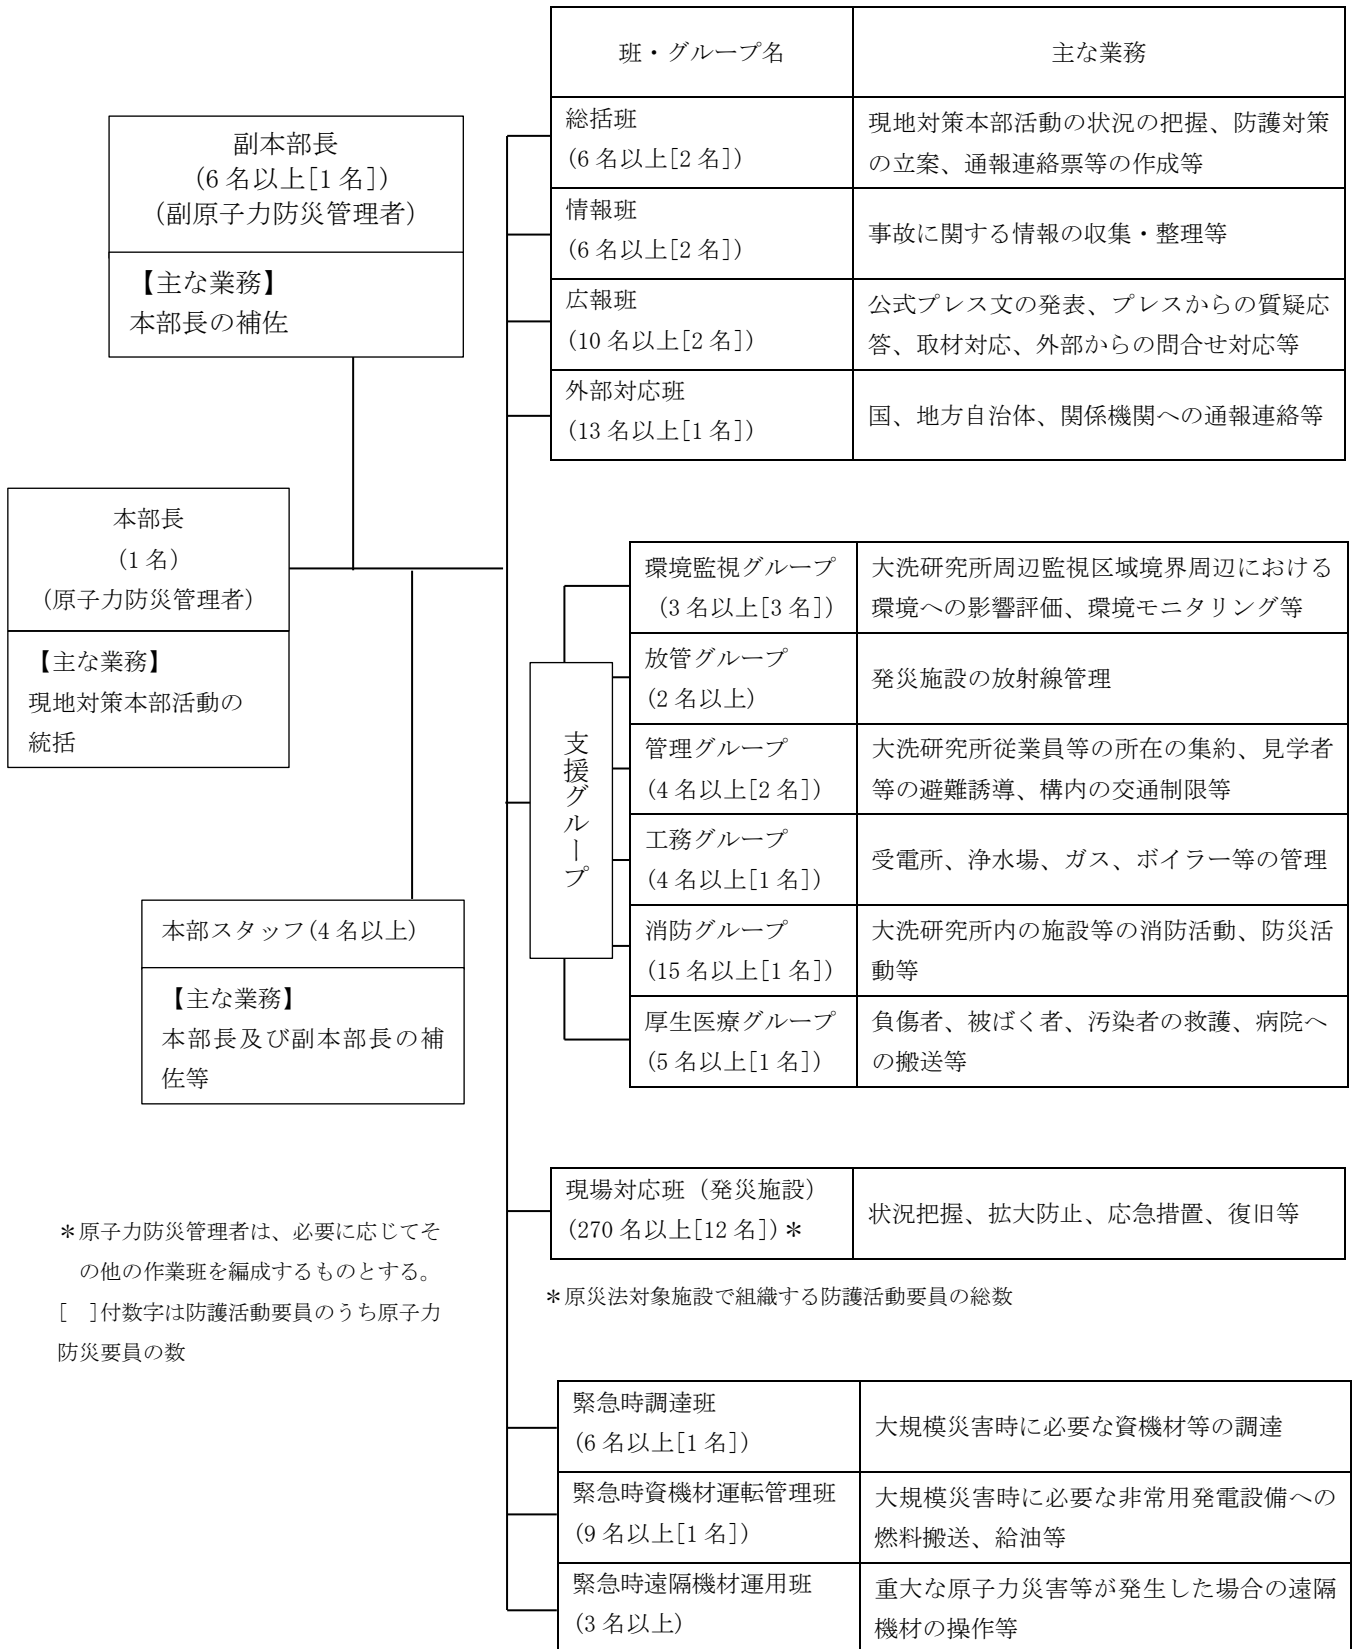 班・グループ名
主な業務
総括班
(6名以上[2名])
現地対策本部活動の状況の把握、防護対策
の立案、通報連絡票等の作成等
情報班
(6名以上[2名])
事故に関する情報の収集・整理等
広報班
(10名以上[2名])
公式プレス文の発表、プレスからの質疑応
答、取材対応、外部からの問合せ対応等
外部対応班
(13名以上[1名])
国、地方自治体、関係機関への通報連絡等
副本部長
(6名以上[1名])
(副原子力防災管理者)
【主な業務】
本部長の補佐
本部長
(1名)
(原子力防災管理者)
【主な業務】
現地対策本部活動の
統括
本部スタッフ(4名以上)
【主な業務】
本部長及び副本部長の補
佐等
支援グループ
環境監視グループ
(3名以上[3名])
大洗研究所周辺監視区域境界周辺における
環境への影響評価、環境モニタリング等
放管グループ
(2名以上)
発災施設の放射線管理
管理グループ
(4名以上[2名])
大洗研究所従業員等の所在の集約、見学者
等の避難誘導、構内の交通制限等
工務グループ
(4名以上[1名])
受電所、浄水場、ガス、ボイラー等の管理
消防グループ
(15名以上[1名])
大洗研究所内の施設等の消防活動、防災活
動等
厚生医療グループ
(5名以上[1名])
負傷者、被ばく者、汚染者の救護、病院へ
の搬送等
現場対応班（発災施設）
(270名以上[12名])＊
状況把握、拡大防止、応急措置、復旧等
＊原災法対象施設で組織する防護活動要員の総数
＊原子力防災管理者は、必要に応じてそ
の他の作業班を編成するものとする。
[　]付数字は防護活動要員のうち原子力
防災要員の数
緊急時調達班
(6名以上[1名])
大規模災害時に必要な資機材等の調達
緊急時資機材運転管理班
(9名以上[1名])
大規模災害時に必要な非常用発電設備への
燃料搬送、給油等
緊急時遠隔機材運用班
(3名以上)
重大な原子力災害等が発生した場合の遠隔
機材の操作等